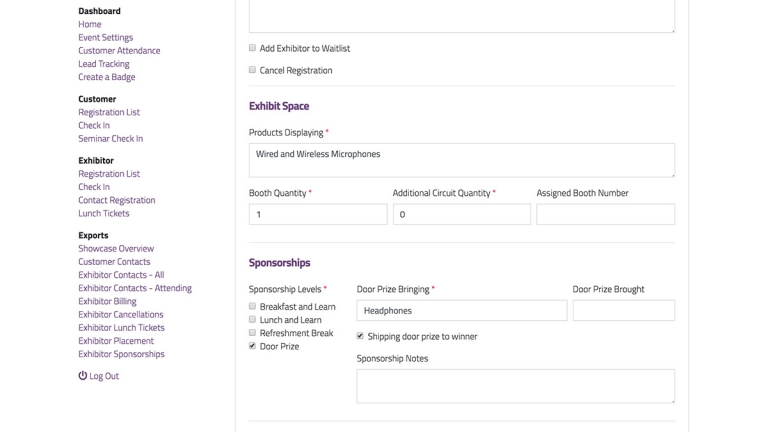 Dashboard
Home
Event Settings
Customer Attendance
Lead Tracking
Create a Badge
Customer
Registration List
Check In
Seminar Check In
Exhibitor
Registration List
Check In
Contact Registration
Lunch Tickets
Exports
Showcase Overview
Customer Contacts
Exhibitor Contacts - All
Exhibitor Contacts - Attending
Exhibitor Billing
Exhibitor Cancellations
Exhibitor Lunch Tickets
Exhibitor Placement
Exhibitor Sponsorships
Log Out
Add Exhibitor to Waitlist
Cancel Registration
Exhibit Space
Products Displaying *
Wired and Wireless Microphones
Booth Quantity * Additional Circuit Quantity * Assigned Booth Number
1 0
Sponsorships
Sponsorship Levels *
Breakfast and Learn
Lunch and Learn
Refreshment Break
Door Prize
Door Prize Bringing * Door Prize Brought
Headphones
Shipping door prize to winner
Sponsorship Notes